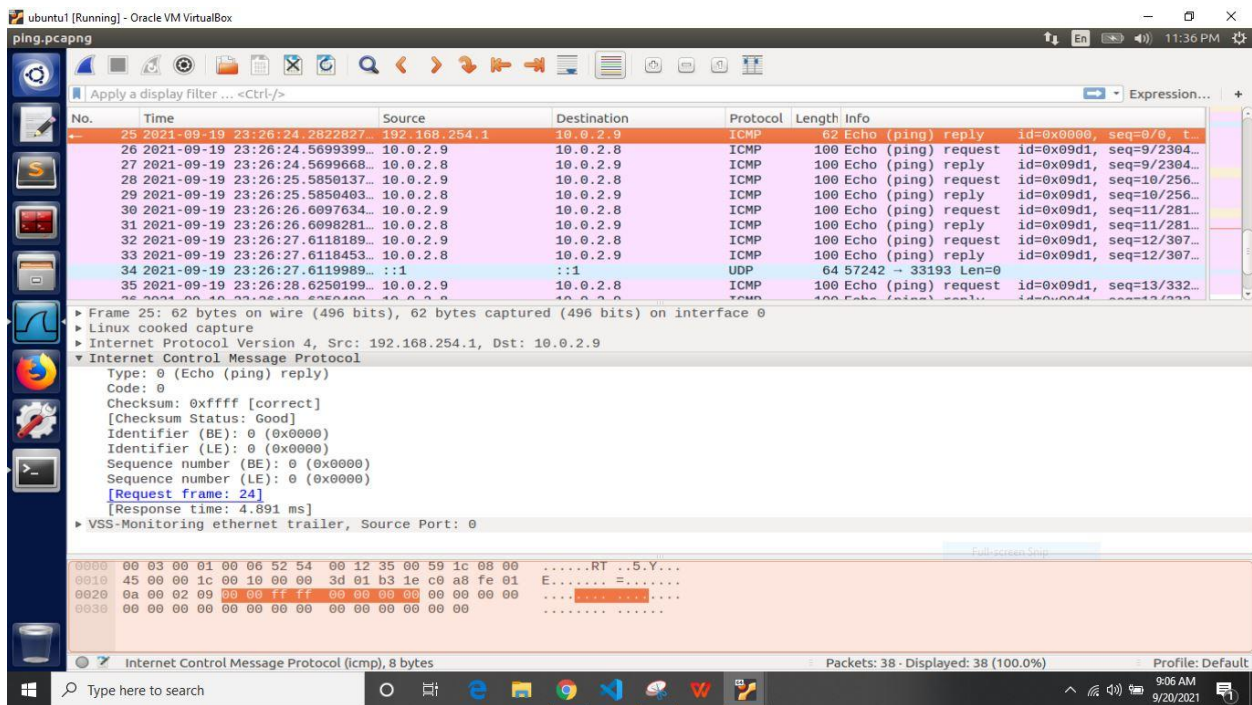 ubuntu1 [Running] - Oracle VM VirtualBox
ping.pcapng
En
11:36 PM
Apply a display filter ... <Ctrl-/>
Expression...
+
No. Time Source Destination Protocol Length Info
25 2021-09-19 23:26:24.2822827… 192.168.254.1 10.0.2.9 ICMP 62 Echo (ping) reply id=0x0000, seq=0/0, t…
26 2021-09-19 23:26:24.5699399… 10.0.2.9 10.0.2.8 ICMP 100 Echo (ping) request id=0x09d1, seq=9/2304…
27 2021-09-19 23:26:24.5699668… 10.0.2.8 10.0.2.9 ICMP 100 Echo (ping) reply id=0x09d1, seq=9/2304…
28 2021-09-19 23:26:25.5850137… 10.0.2.9 10.0.2.8 ICMP 100 Echo (ping) request id=0x09d1, seq=10/256…
29 2021-09-19 23:26:25.5850403… 10.0.2.8 10.0.2.9 ICMP 100 Echo (ping) reply id=0x09d1, seq=10/256…
30 2021-09-19 23:26:26.6097634… 10.0.2.9 10.0.2.8 ICMP 100 Echo (ping) request id=0x09d1, seq=11/281…
31 2021-09-19 23:26:26.6098281… 10.0.2.8 10.0.2.9 ICMP 100 Echo (ping) reply id=0x09d1, seq=11/281…
32 2021-09-19 23:26:27.6118189… 10.0.2.9 10.0.2.8 ICMP 100 Echo (ping) request id=0x09d1, seq=12/307…
33 2021-09-19 23:26:27.6118453… 10.0.2.8 10.0.2.9 ICMP 100 Echo (ping) reply id=0x09d1, seq=12/307…
34 2021-09-19 23:26:27.6119989… ::1 ::1 UDP 64 57242 → 33193 Len=0
35 2021-09-19 23:26:28.6250199… 10.0.2.9 10.0.2.8 ICMP 100 Echo (ping) request id=0x09d1, seq=13/332…
Frame 25: 62 bytes on wire (496 bits), 62 bytes captured (496 bits) on interface 0
Linux cooked capture
Internet Protocol Version 4, Src: 192.168.254.1, Dst: 10.0.2.9
Internet Control Message Protocol
Type: 0 (Echo (ping) reply)
Code: 0
Checksum: 0xffff [correct]
[Checksum Status: Good]
Identifier (BE): 0 (0x0000)
Identifier (LE): 0 (0x0000)
Sequence number (BE): 0 (0x0000)
Sequence number (LE): 0 (0x0000)
[Request frame: 24]
[Response time: 4.891 ms]
VSS-Monitoring ethernet trailer, Source Port: 0
Full-screen Snip
0000 00 03 00 01 00 06 52 54 00 12 35 00 59 1c 08 00 ......RT ..5.Y...
0010 45 00 00 1c 00 10 00 00 3d 01 b3 1e c0 a8 fe 01 E....... =.......
0020 0a 00 02 09 00 00 ff ff 00 00 00 00 00 00 00 00 ........ ........
0030 00 00 00 00 00 00 00 00 00 00 00 00 00 00 ........ ......
Internet Control Message Protocol (icmp), 8 bytes
Packets: 38 · Displayed: 38 (100.0%)
Profile: Default
Type here to search
9:06 AM
9/20/2021